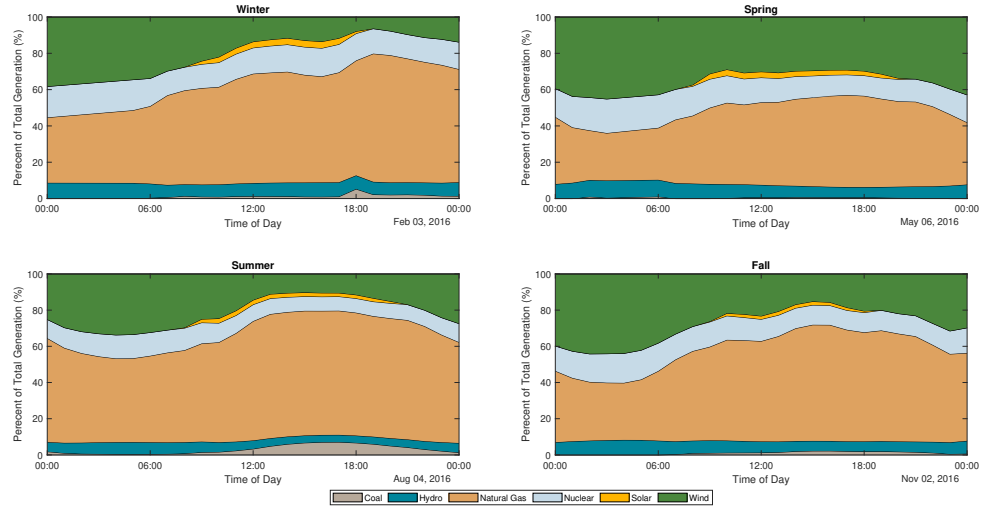 Winter
Perecent of Total Generation (%)
100
80
60
40
20
0
00:00 06:00 12:00 18:00 00:00
Time of Day
Feb 03, 2016
Spring
Perecent of Total Generation (%)
100
80
60
40
20
0
00:00 06:00 12:00 18:00 00:00
Time of Day
May 06, 2016
Summer
Perecent of Total Generation (%)
100
80
60
40
20
0
00:00 06:00 12:00 18:00 00:00
Time of Day
Aug 04, 2016
Fall
Perecent of Total Generation (%)
100
80
60
40
20
0
00:00 06:00 12:00 18:00 00:00
Time of Day
Nov 02, 2016
Coal Hydro Natural Gas Nuclear Solar Wind